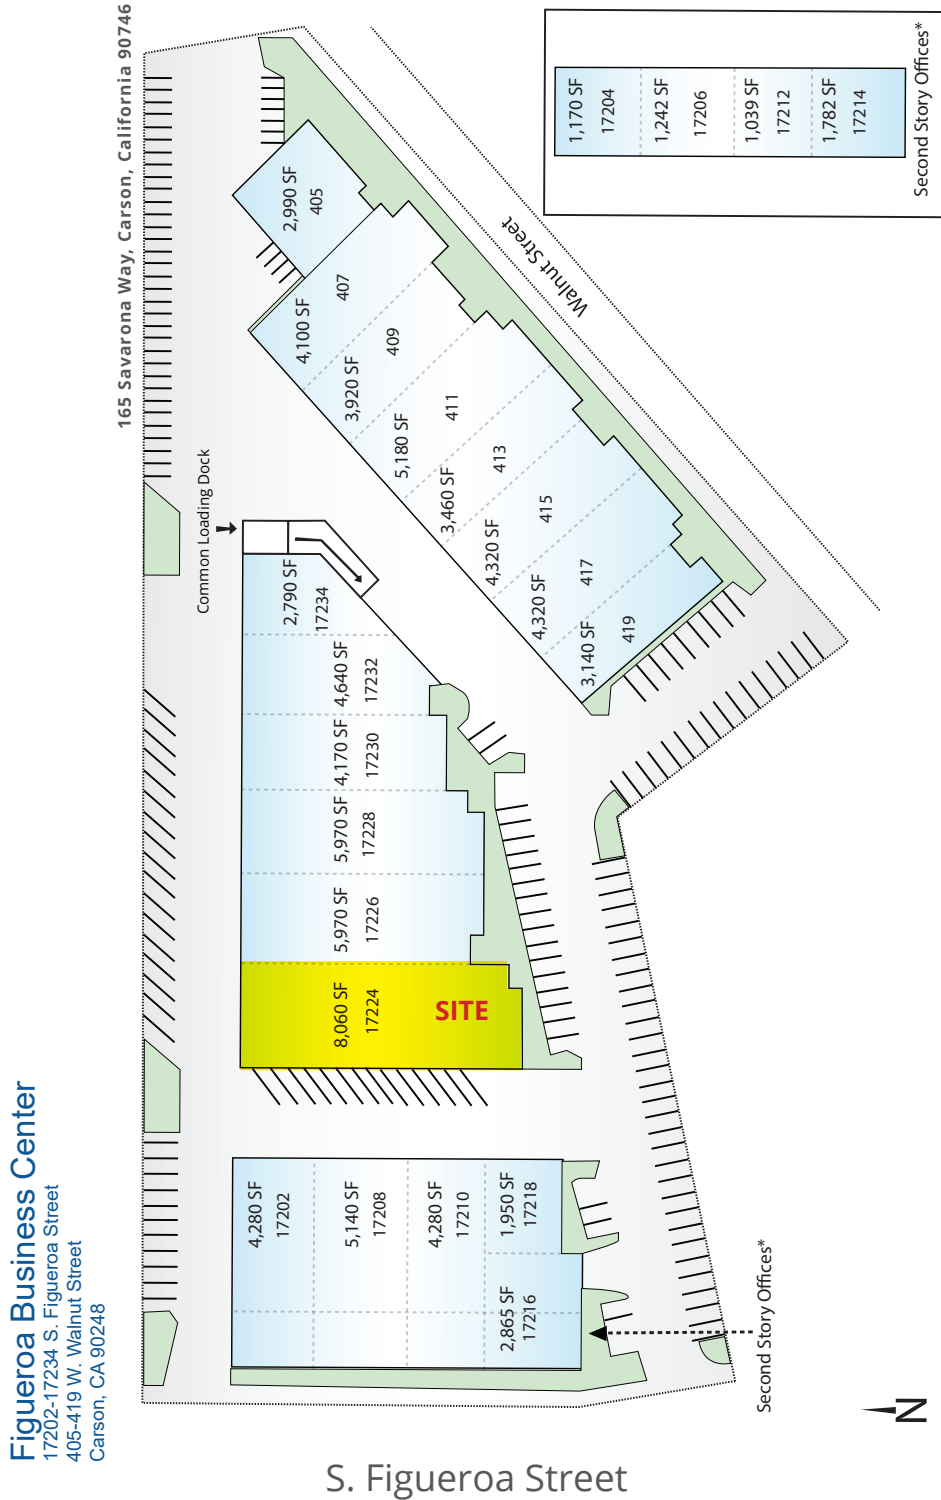 Figueroa Business Center
17202-17234 S. Figueroa Street
405-419 W. Walnut Street
Carson, CA 90248
165 Savarona Way, Carson, California 90746
Common Loading Dock
4,280 SF
17202
5,140 SF
17208
4,280 SF
17210
1,950 SF
17218
2,865 SF
17216
8,060 SF
17224
SITE
5,970 SF
17226
5,970 SF
17228
4,170 SF
17230
4,640 SF
17232
2,790 SF
17234
2,990 SF
405
4,100 SF
407
3,920 SF
409
5,180 SF
411
3,460 SF
413
4,320 SF
415
4,320 SF
417
3,140 SF
419
Walnut Street
1,170 SF
17204
1,242 SF
17206
1,039 SF
17212
1,782 SF
17214
Second Story Offices*
Second Story Offices*
N
S. Figueroa Street